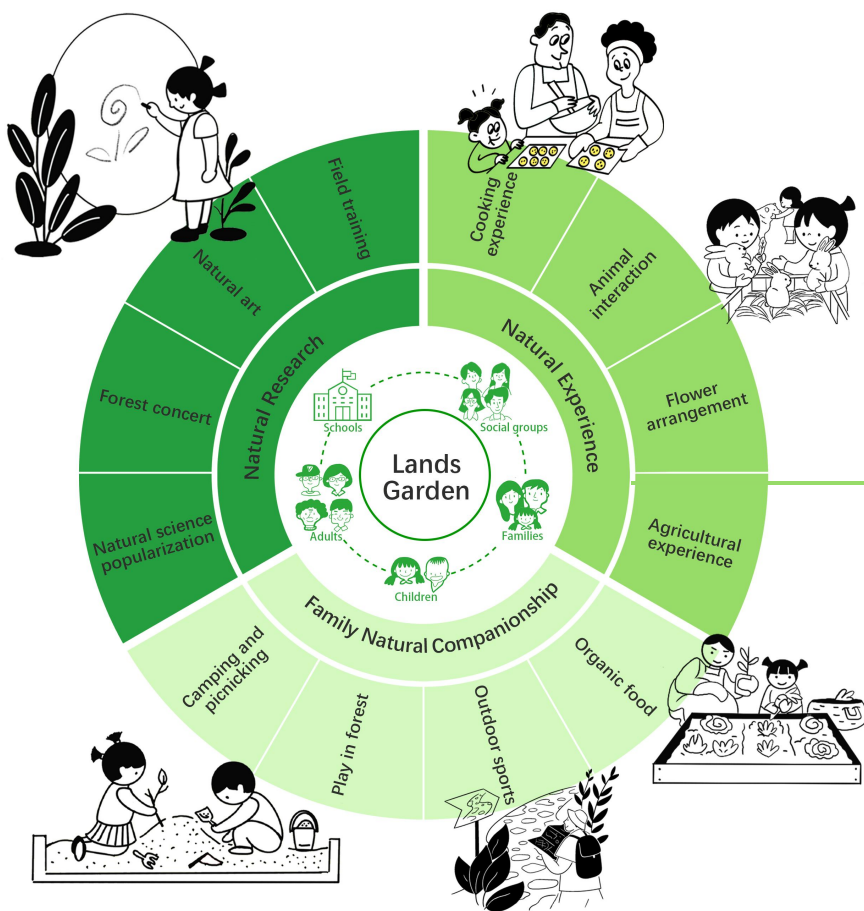 Field training
Natural art
Forest concert
Natural science
popularization
Natural Research
Cooking
experience
Animal
interaction
Flower
arrangement
Agricultural
experience
Natural Experience
Schools
Social groups
Lands
Garden
Adults
Families
Children
Family Natural Companionship
Camping and
picnicking
Play in forest
Outdoor sports
Organic food